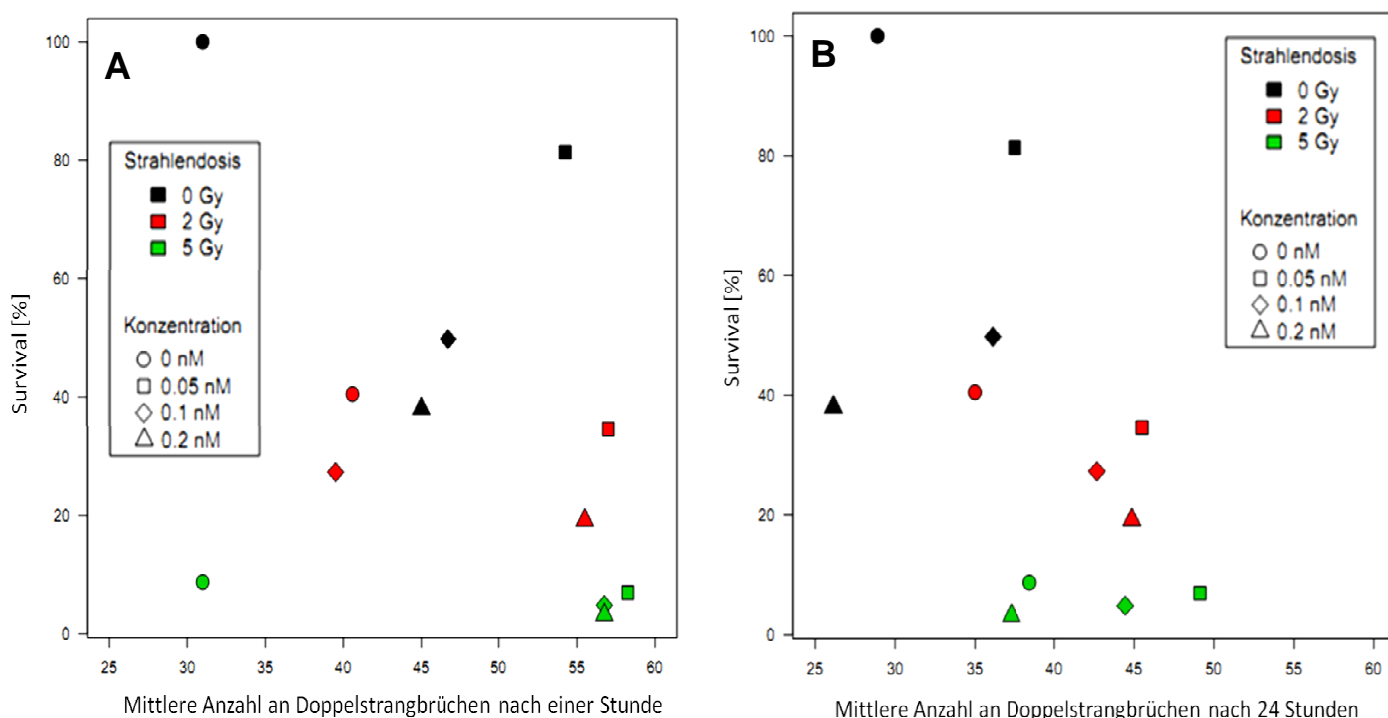 A
Survival [%]
100
80
60
40
20
0
Strahlendosis
0 Gy
2 Gy
5 Gy
Konzentration
0 nM
0.05 nM
0.1 nM
0.2 nM
25 30 35 40 45 50 55 60
Mittlere Anzahl an Doppelstrangbrüchen nach einer Stunde
B
Survival [%]
100
80
60
40
20
0
Strahlendosis
0 Gy
2 Gy
5 Gy
Konzentration
0 nM
0.05 nM
0.1 nM
0.2 nM
25 30 35 40 45 50 55 60
Mittlere Anzahl an Doppelstrangbrüchen nach 24 Stunden